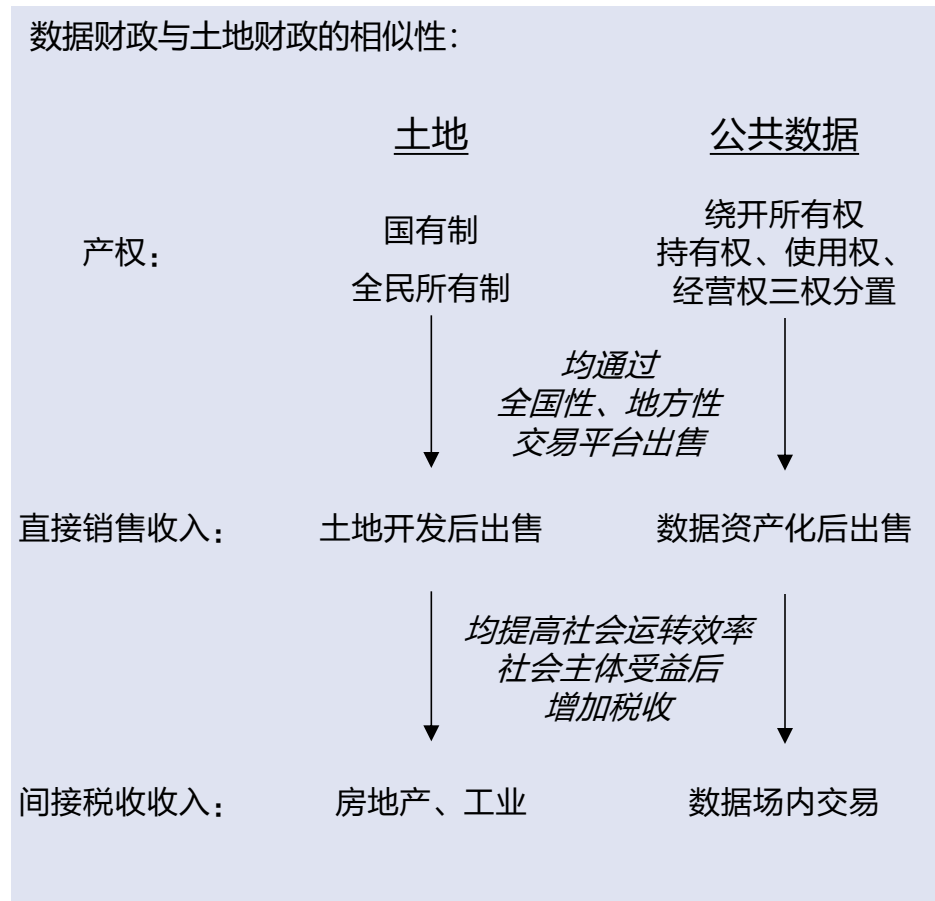 数据财政与土地财政的相似性：
土地 公共数据
产权： 国有制 绕开所有权
全民所有制 持有权、使用权、
经营权三权分置
均通过
全国性、地方性
交易平台出售
直接销售收入： 土地开发后出售 数据资产化后出售
均提高社会运转效率
社会主体受益后
增加税收
间接税收收入： 房地产、工业 数据场内交易